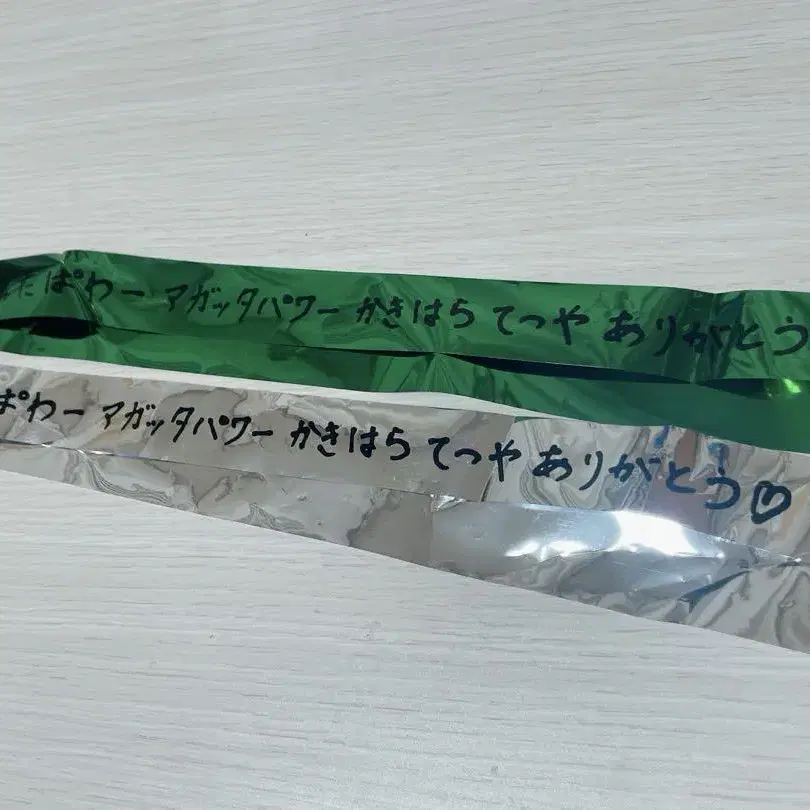 ぱわー マガッタパワー かきはら てつや ありがとう
ぱわー マガッタパワー かきはら てつや ありがとう♡